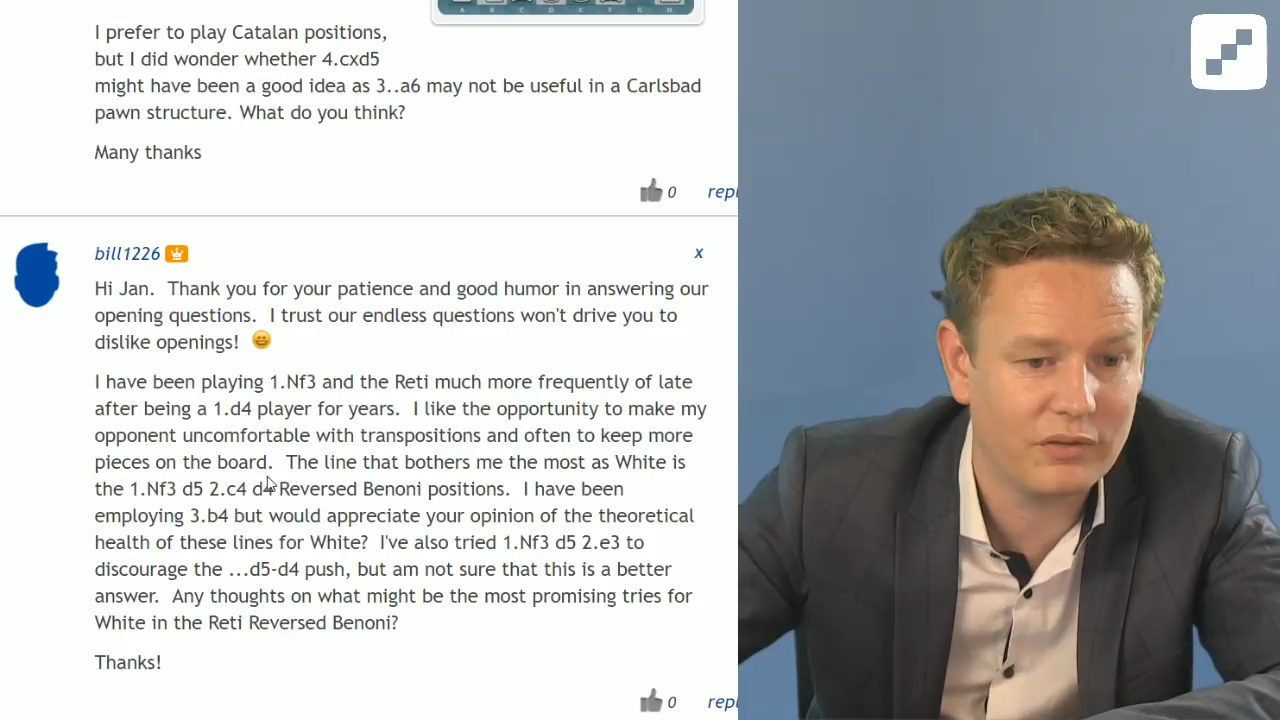 A B C D E F G H
I prefer to play Catalan positions,
but I did wonder whether 4.cxd5
might have been a good idea as 3..a6 may not be useful in a Carlsbad
pawn structure. What do you think?
Many thanks
0
bill1226
x
Hi Jan.  Thank you for your patience and good humor in answering our
opening questions.  I trust our endless questions won't drive you to
dislike openings! 😄
I have been playing 1.Nf3 and the Reti much more frequently of late
after being a 1.d4 player for years.  I like the opportunity to make my
opponent uncomfortable with transpositions and often to keep more
pieces on the board.  The line that bothers me the most as White is
the 1.Nf3 d5 2.c4 d4 Reversed Benoni positions.  I have been
employing 3.b4 but would appreciate your opinion of the theoretical
health of these lines for White?  I've also tried 1.Nf3 d5 2.e3 to
discourage the ...d5-d4 push, but am not sure that this is a better
answer.  Any thoughts on what might be the most promising tries for
White in the Reti Reversed Benoni?
Thanks!
0